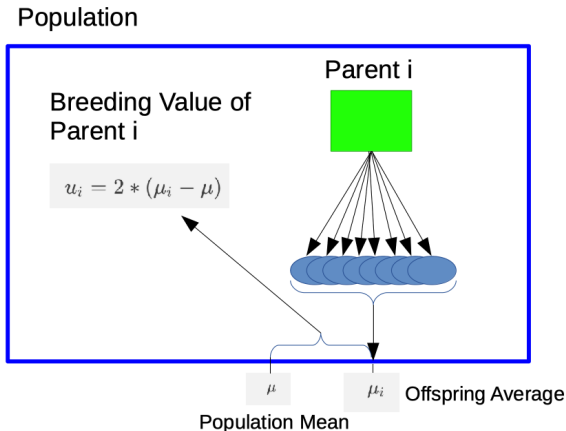 Population
Parent i
Breeding Value of
Parent i
u_i = 2 * (μ_i − μ)
μ
μ_i
Offspring Average
Population Mean